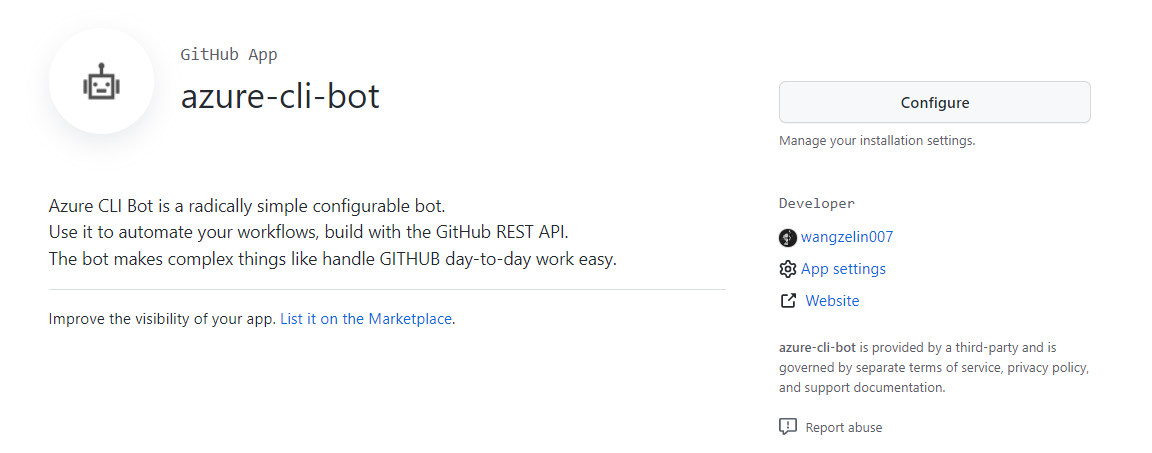 GitHub App
azure-cli-bot
Configure
Manage your installation settings.
Azure CLI Bot is a radically simple configurable bot.
Use it to automate your workflows, build with the GitHub REST API.
The bot makes complex things like handle GITHUB day-to-day work easy.
Improve the visibility of your app. List it on the Marketplace.
Developer
wangzelin007
App settings
Website
azure-cli-bot is provided by a third-party and is
governed by separate terms of service, privacy policy,
and support documentation.
Report abuse